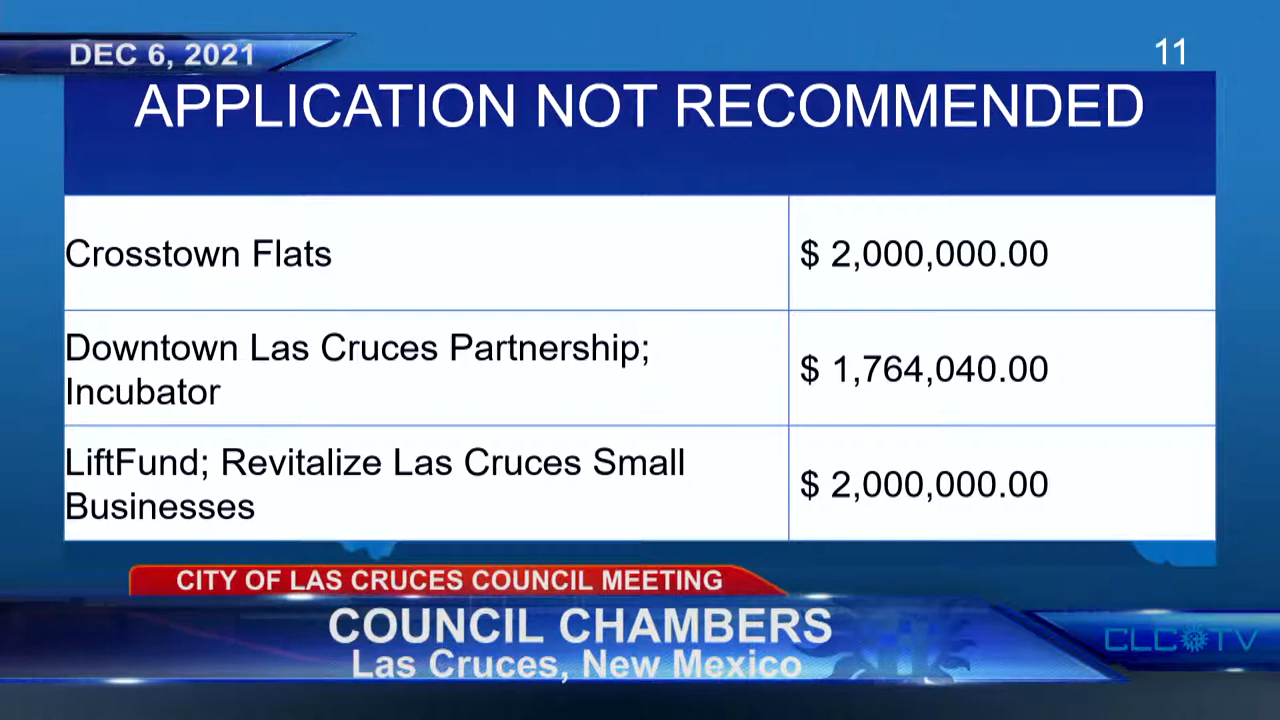 DEC 6, 2021
11
APPLICATION NOT RECOMMENDED
Crosstown Flats
$ 2,000,000.00
Downtown Las Cruces Partnership;
Incubator
$ 1,764,040.00
LiftFund; Revitalize Las Cruces Small
Businesses
$ 2,000,000.00
CITY OF LAS CRUCES COUNCIL MEETING
COUNCIL CHAMBERS
Las Cruces, New Mexico
CLC TV